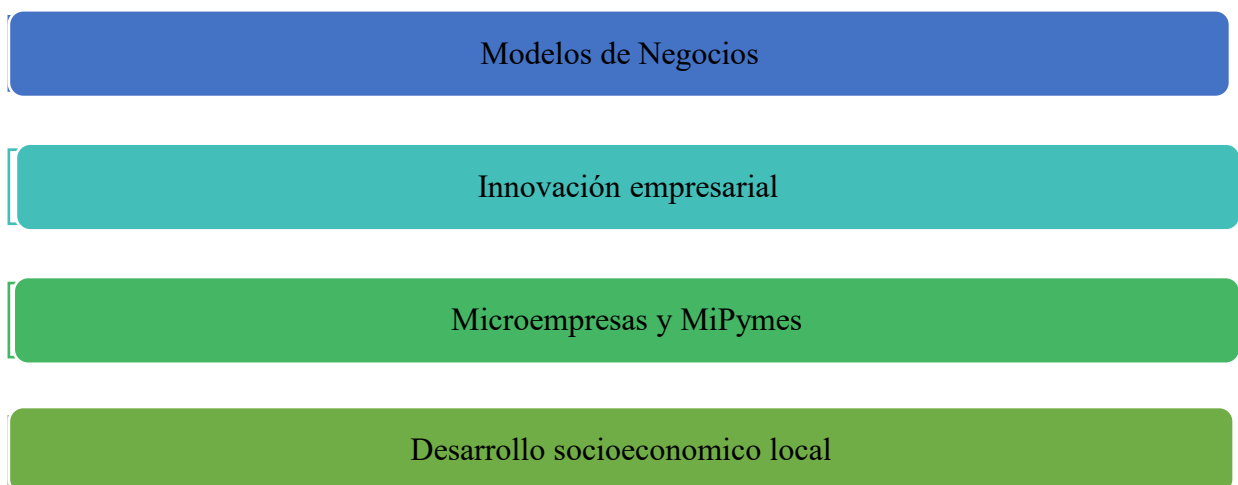 Modelos de Negocios
Innovación empresarial
Microempresas y MiPymes
Desarrollo socioeconomico local